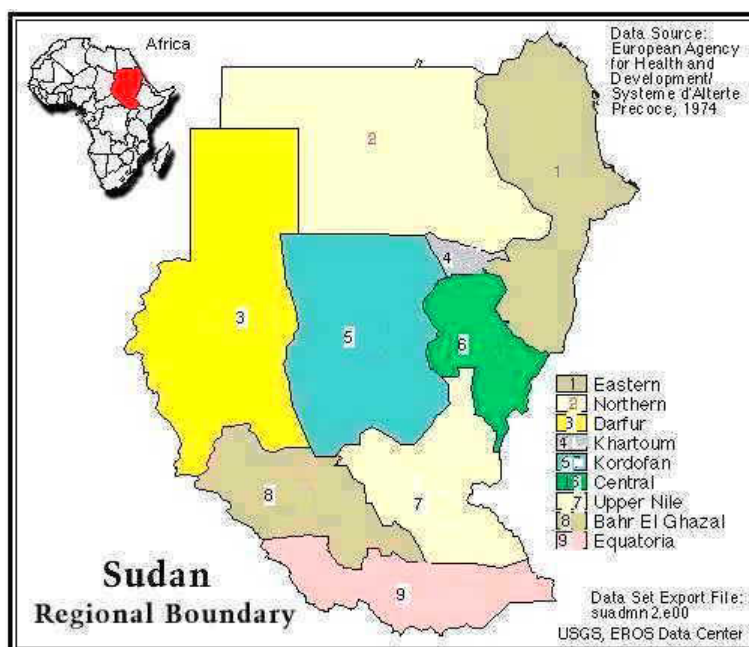 Africa
Data Source:
European Agency
for Health and
Development/
Systeme d'Alterte
Precoce, 1974
2
1
4
3
5
6
8
7
9
1 Eastern
2 Northern
3 Darfur
4 Khartoum
5 Kordofan
6 Central
7 Upper Nile
8 Bahr El Ghazal
9 Equatoria
Sudan
Regional Boundary
Data Set Export File:
suadmn2.e00
USGS, EROS Data Center